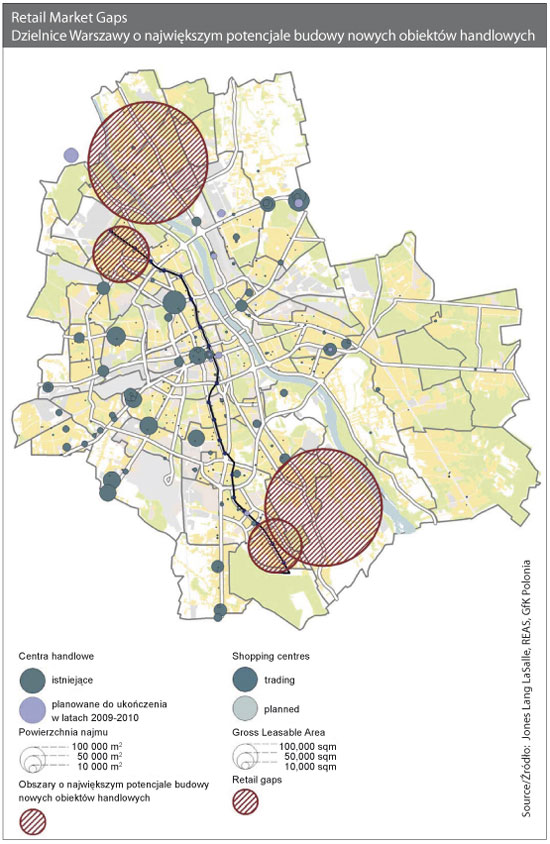 Retail Market Gaps
Dzielnice Warszawy o największym potencjale budowy nowych obiektów handlowych
Centra handlowe
istniejące
planowane do ukończenia
w latach 2009-2010
Powierzchnia najmu
100 000 m²
50 000 m²
10 000 m²
Obszary o największym potencjale budowy
nowych obiektów handlowych
Shopping centres
trading
planned
Gross Leasable Area
100,000 sqm
50,000 sqm
10,000 sqm
Retail gaps
Source/Źródło: Jones Lang LaSalle, REAS, GfK Polonia